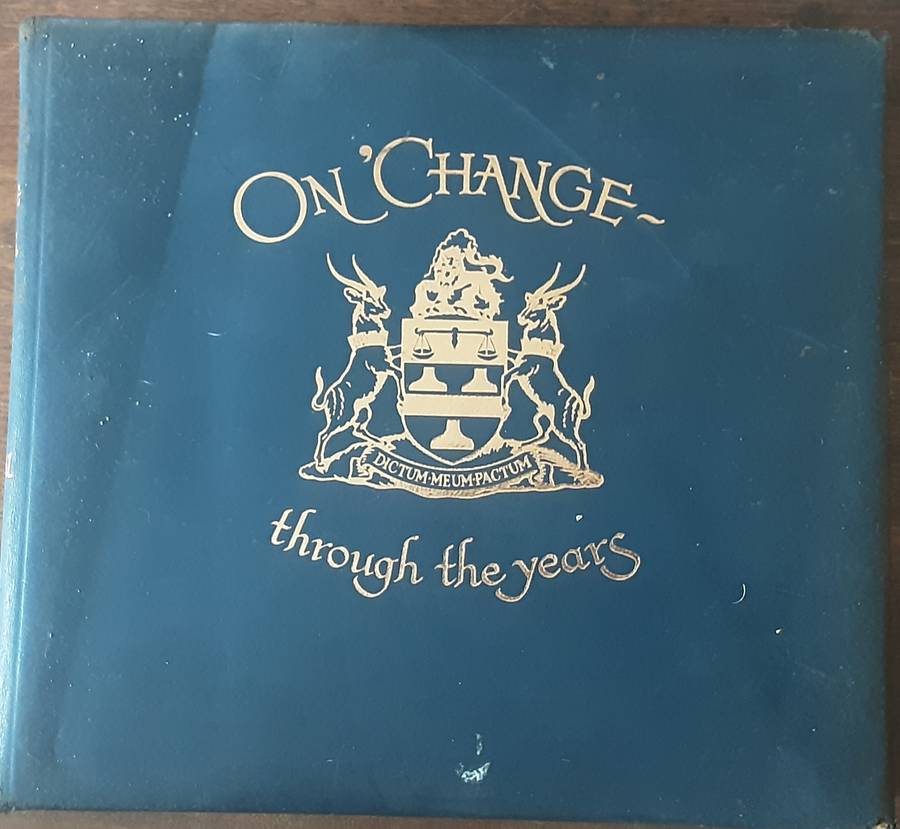 ON 'CHANGE~
DICTUM·MEUM·PACTUM
through the years